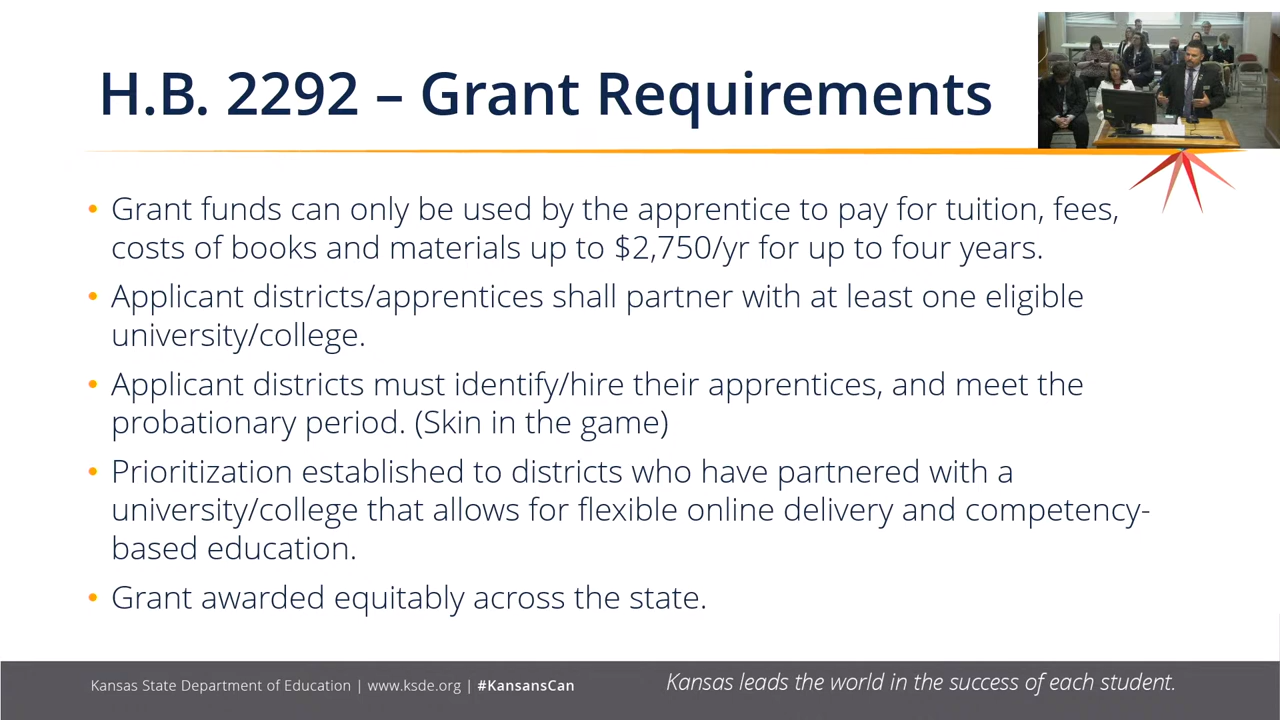 H.B. 2292 – Grant Requirements
• Grant funds can only be used by the apprentice to pay for tuition, fees,
costs of books and materials up to $2,750/yr for up to four years.
• Applicant districts/apprentices shall partner with at least one eligible
university/college.
• Applicant districts must identify/hire their apprentices, and meet the
probationary period. (Skin in the game)
• Prioritization established to districts who have partnered with a
university/college that allows for flexible online delivery and competency-
based education.
• Grant awarded equitably across the state.
Kansas State Department of Education | www.ksde.org | #KansansCan
Kansas leads the world in the success of each student.